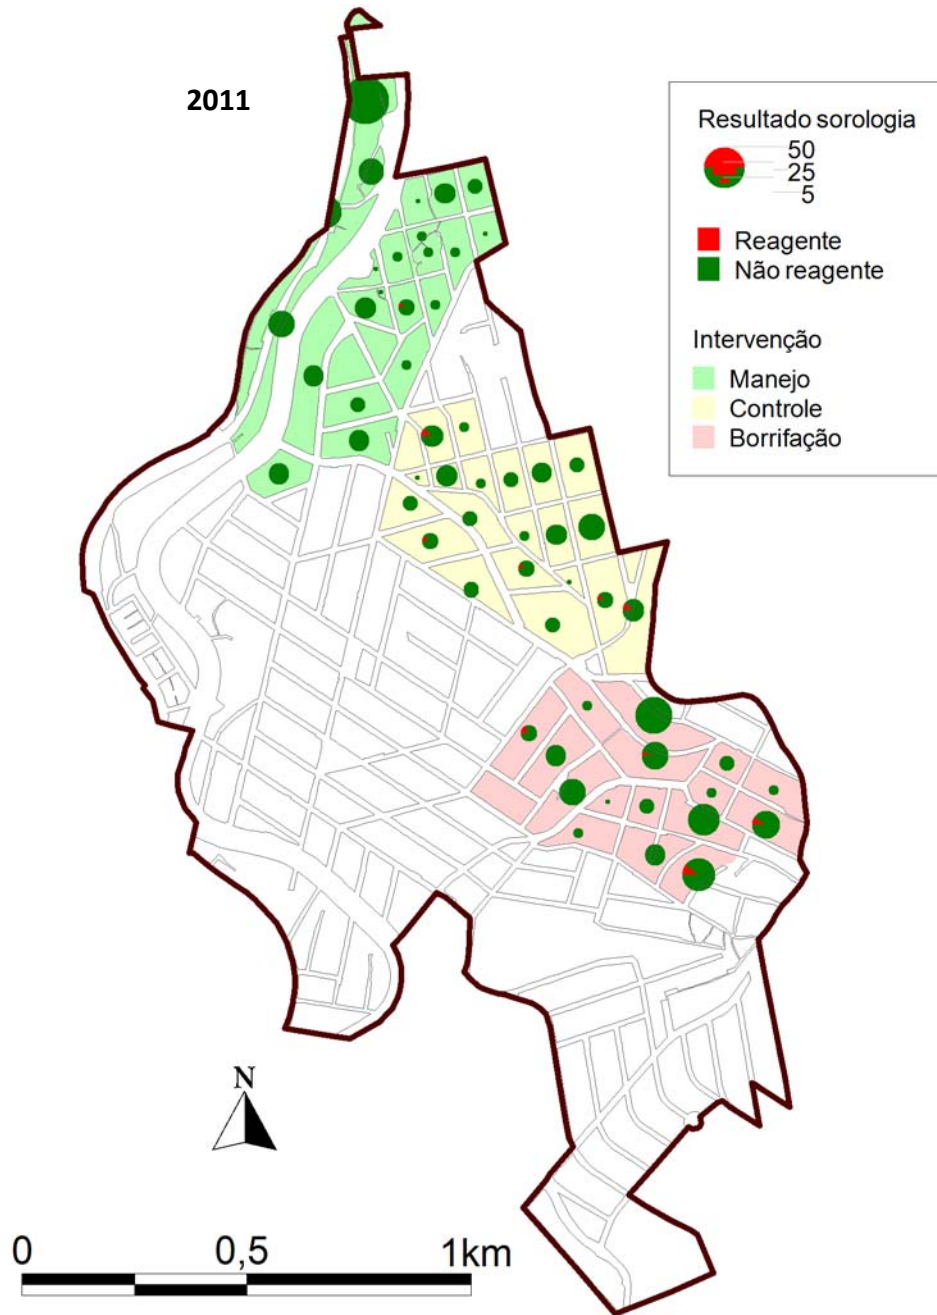 2011
Resultado sorologia
50
25
5
Reagente
Não reagente
Intervenção
Manejo
Controle
Borrifação
N
0 0,5 1km